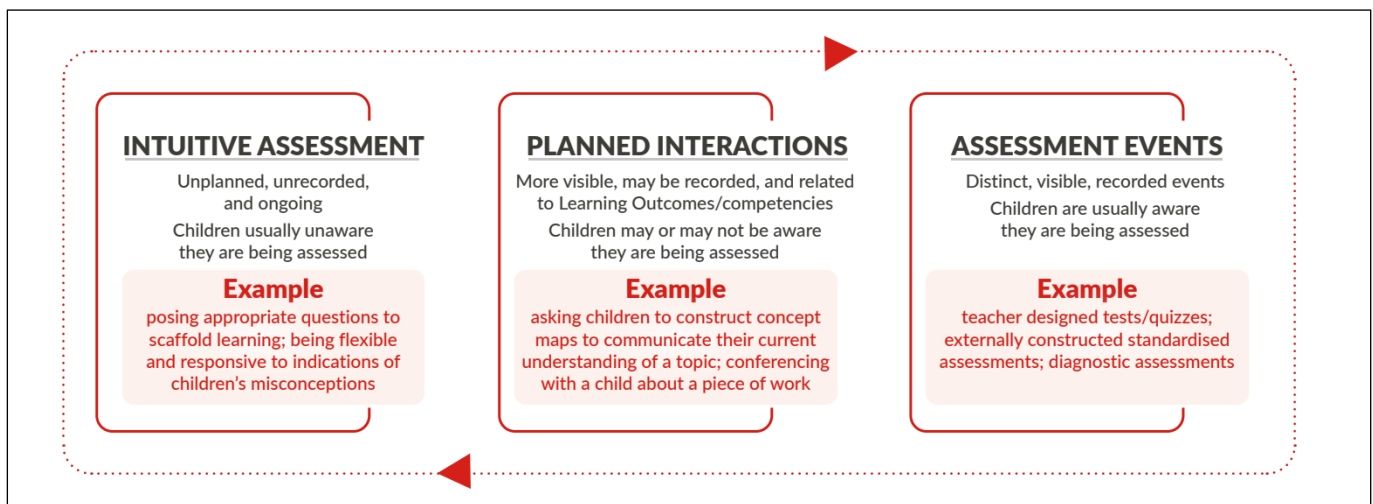 INTUITIVE ASSESSMENT
Unplanned, unrecorded,
and ongoing
Children usually unaware
they are being assessed
Example
posing appropriate questions to
scaffold learning; being flexible
and responsive to indications of
children’s misconceptions
PLANNED INTERACTIONS
More visible, may be recorded, and related
to Learning Outcomes/competencies
Children may or may not be aware
they are being assessed
Example
asking children to construct concept
maps to communicate their current
understanding of a topic; conferencing
with a child about a piece of work
ASSESSMENT EVENTS
Distinct, visible, recorded events
Children are usually aware
they are being assessed
Example
teacher designed tests/quizzes;
externally constructed standardised
assessments; diagnostic assessments